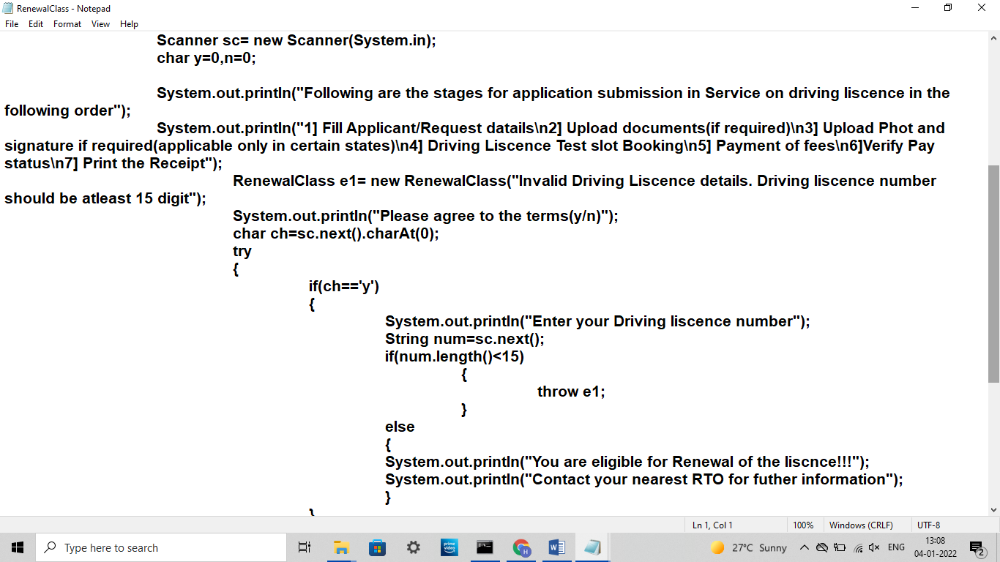 RenewalClass - Notepad
File Edit Format View Help
Scanner sc= new Scanner(System.in);
char y=0,n=0;
System.out.println("Following are the stages for application submission in Service on driving liscence in the
following order");
System.out.println("1] Fill Applicant/Request datails\n2] Upload documents(if required)\n3] Upload Phot and
signature if required(applicable only in certain states)\n4] Driving Liscence Test slot Booking\n5] Payment of fees\n6]Verify Pay
status\n7] Print the Receipt");
RenewalClass e1= new RenewalClass("Invalid Driving Liscence details. Driving liscence number
should be atleast 15 digit");
System.out.println("Please agree to the terms(y/n)");
char ch=sc.next().charAt(0);
try
{
if(ch=='y')
{
System.out.println("Enter your Driving liscence number");
String num=sc.next();
if(num.length()<15)
{
throw e1;
}
else
{
System.out.println("You are eligible for Renewal of the liscnce!!!");
System.out.println("Contact your nearest RTO for futher information");
}
}
Ln 1, Col 1 100% Windows (CRLF) UTF-8
Type here to search
prime video
H
W
27°C Sunny
ENG
13:08
04-01-2022
2